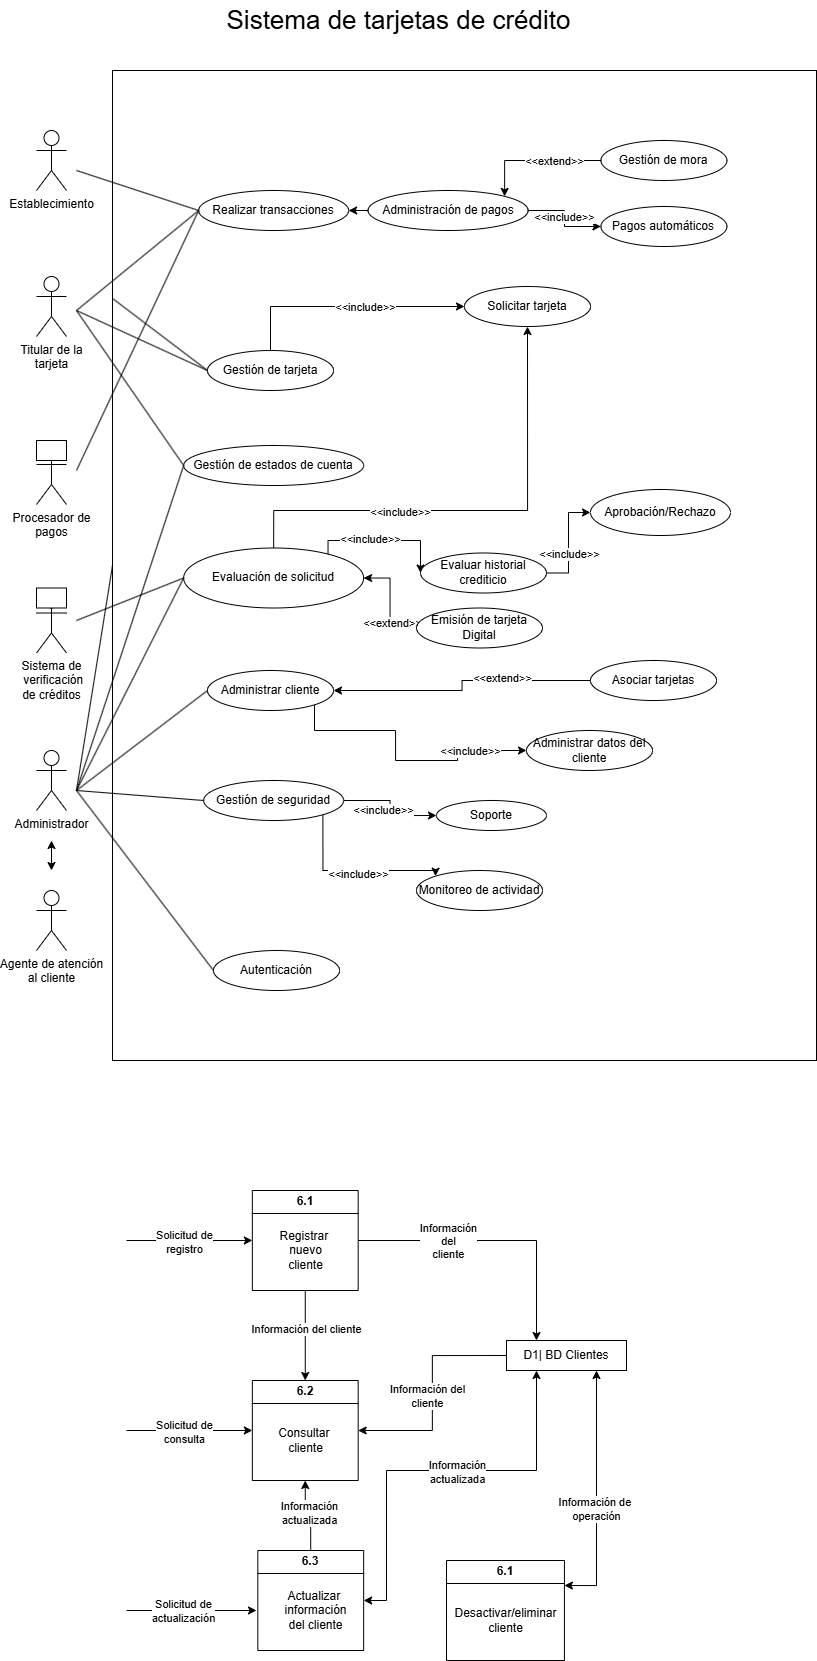 Sistema de tarjetas de crédito
Establecimiento
Realizar transacciones
Administración de pagos
<<extend>>
Gestión de mora
<<include>>
Pagos automáticos
Titular de la
tarjeta
<<include>>
Solicitar tarjeta
Gestión de tarjeta
Procesador de
pagos
Gestión de estados de cuenta
<<include>>
Aprobación/Rechazo
<<include>>
<<include>>
Evaluar historial
crediticio
Evaluación de solicitud
<<extend>>
Emisión de tarjeta
Digital
Sistema de
verificación
de créditos
Administrar cliente
<<extend>>
Asociar tarjetas
<<include>>
Administrar datos del
cliente
Administrador
Gestión de seguridad
<<include>>
Soporte
<<include>>
Monitoreo de actividad
Agente de atención
al cliente
Autenticación
6.1
Solicitud de
registro
Registrar
nuevo
cliente
Información
del
cliente
Información del cliente
D1| BD Clientes
6.2
Solicitud de
consulta
Consultar
cliente
Información del
cliente
Información
actualizada
Información
actualizada
Información de
operación
6.3
Solicitud de
actualización
Actualizar
información
del cliente
6.1
Desactivar/eliminar
cliente